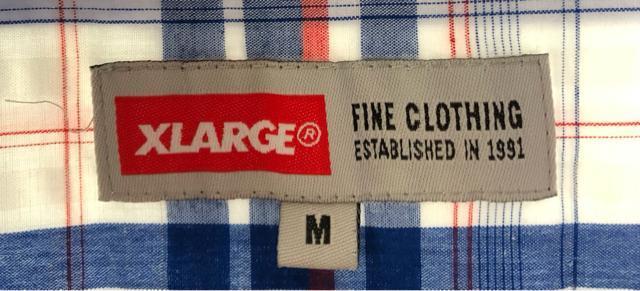 XLARGE®
FINE CLOTHING
ESTABLISHED IN 1991
M